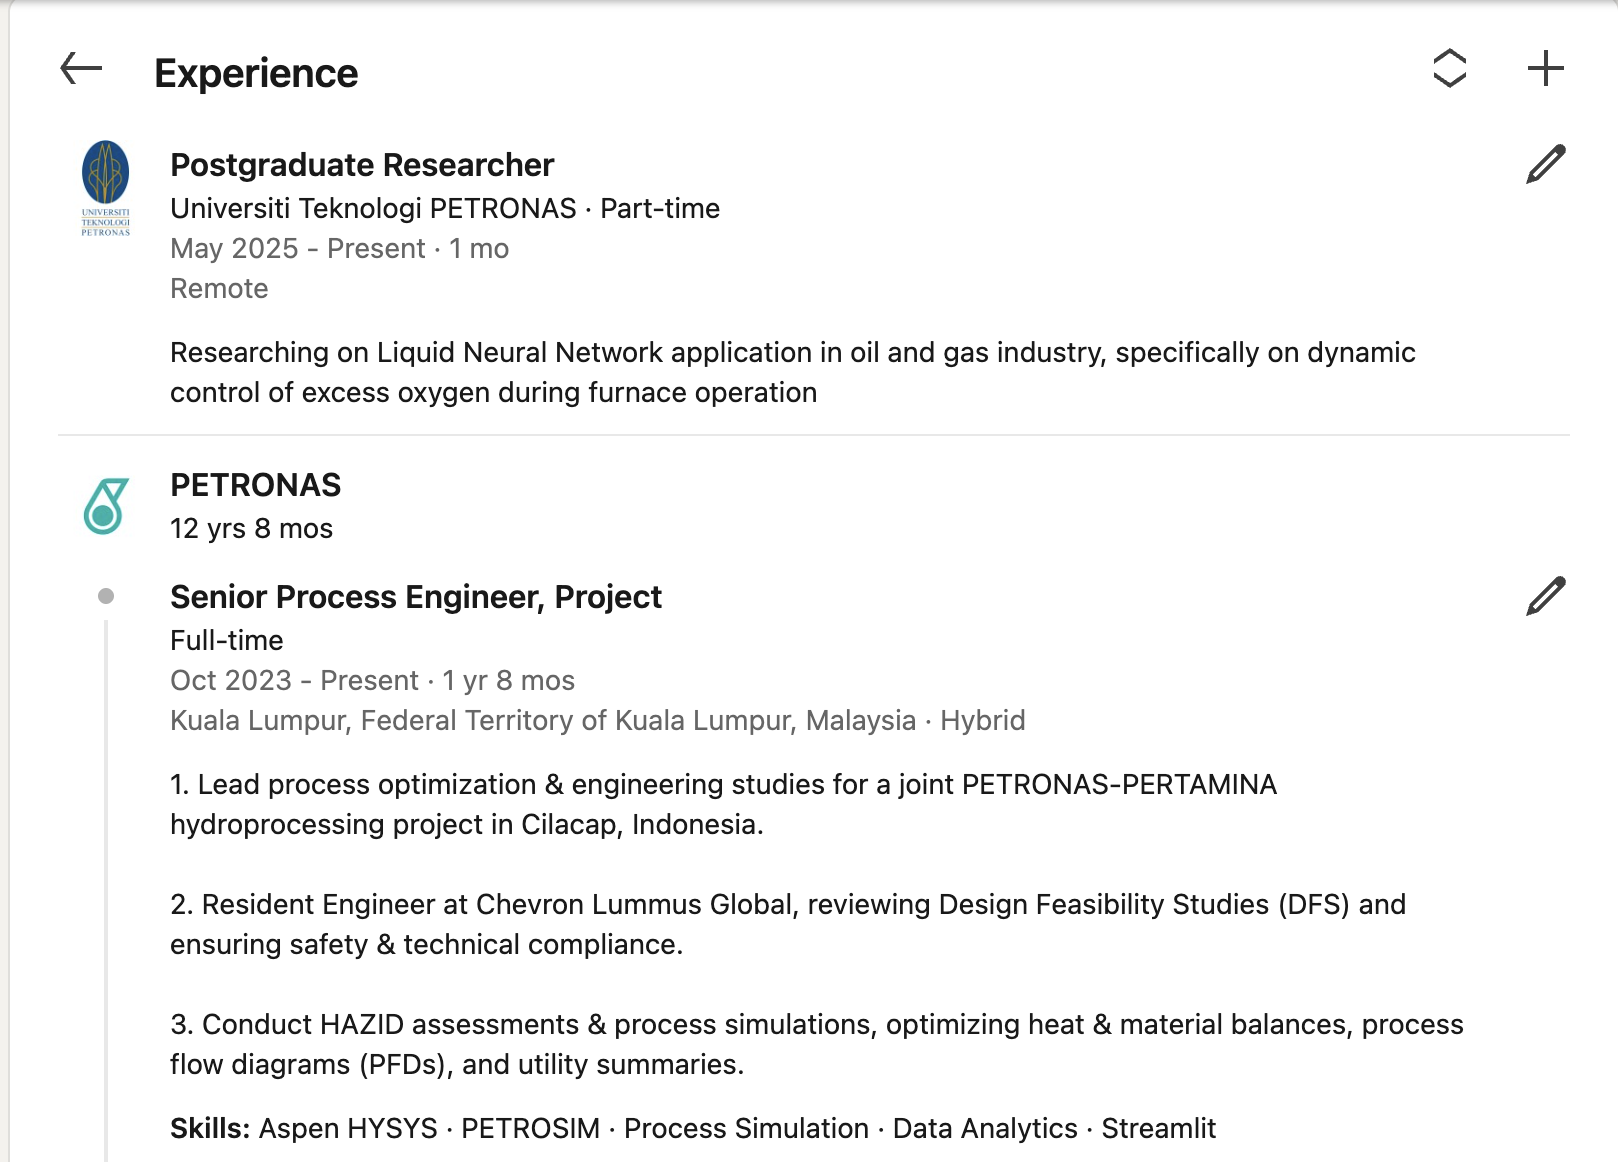 Experience
UNIVERSITI
TEKNOLOGI
PETRONAS
Postgraduate Researcher
Universiti Teknologi PETRONAS · Part-time
May 2025 - Present · 1 mo
Remote
Researching on Liquid Neural Network application in oil and gas industry, specifically on dynamic
control of excess oxygen during furnace operation
PETRONAS
12 yrs 8 mos
Senior Process Engineer, Project
Full-time
Oct 2023 - Present · 1 yr 8 mos
Kuala Lumpur, Federal Territory of Kuala Lumpur, Malaysia · Hybrid
1. Lead process optimization & engineering studies for a joint PETRONAS-PERTAMINA
hydroprocessing project in Cilacap, Indonesia.
2. Resident Engineer at Chevron Lummus Global, reviewing Design Feasibility Studies (DFS) and
ensuring safety & technical compliance.
3. Conduct HAZID assessments & process simulations, optimizing heat & material balances, process
flow diagrams (PFDs), and utility summaries.
Skills: Aspen HYSYS · PETROSIM · Process Simulation · Data Analytics · Streamlit